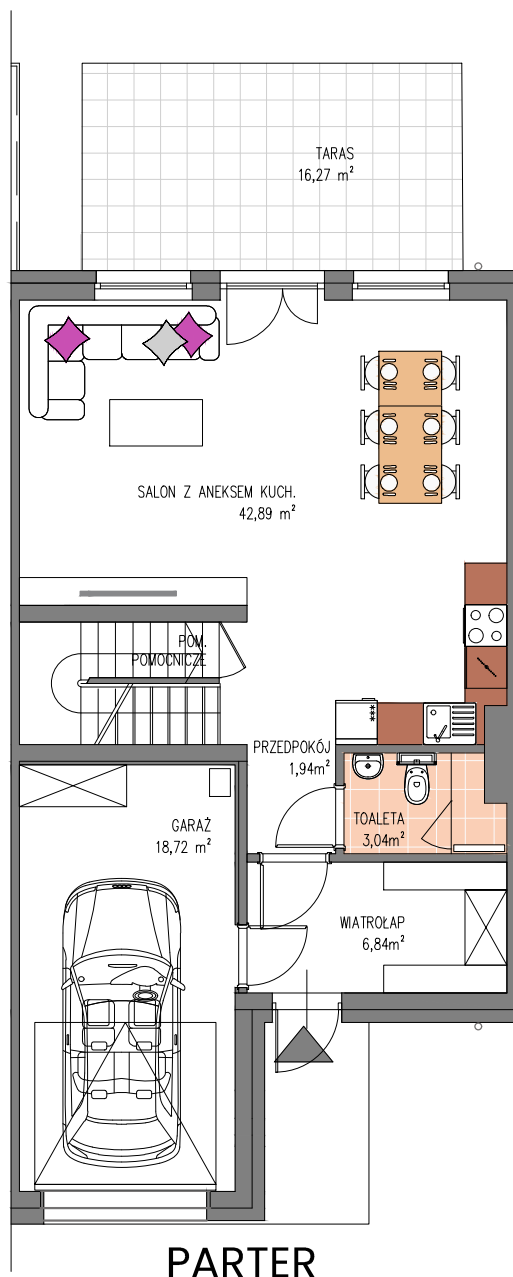 TARAS
16,27 m²
SALON Z ANEKSEM KUCH.
42,89 m²
POM.
POMOCNICZE
PRZEDPOKÓJ
1,94m²
GARAŻ
18,72 m²
TOALETA
3,04m²
WIATROŁAP
6,84m²
PARTER